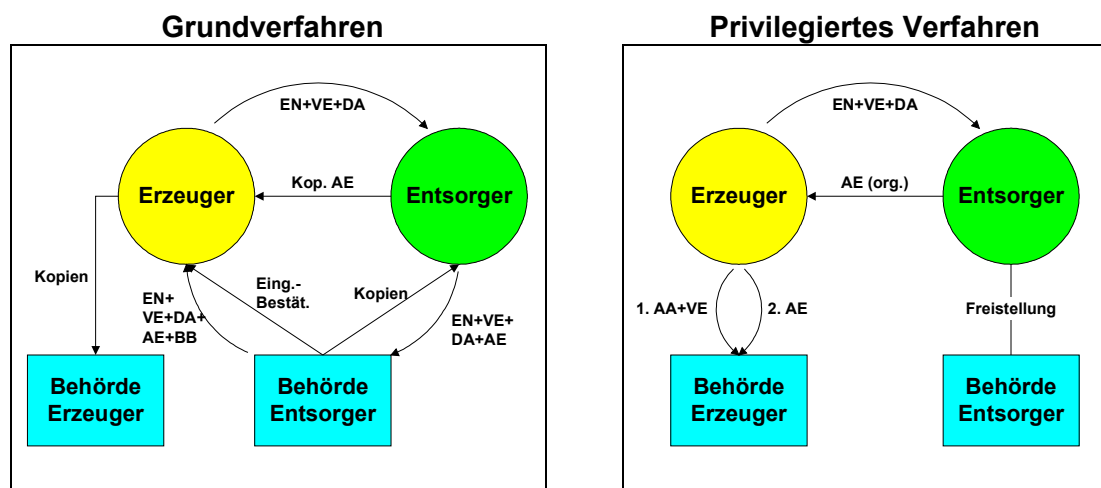 Grundverfahren
EN+VE+DA
Erzeuger
Kop. AE
Entsorger
Kopien
Eing.-
Bestät.
Kopien
EN+
VE+DA+
AE+BB
EN+VE+
DA+AE
Behörde
Erzeuger
Behörde
Entsorger
Privilegiertes Verfahren
EN+VE+DA
Erzeuger
AE (org.)
Entsorger
1. AA+VE
2. AE
Freistellung
Behörde
Erzeuger
Behörde
Entsorger